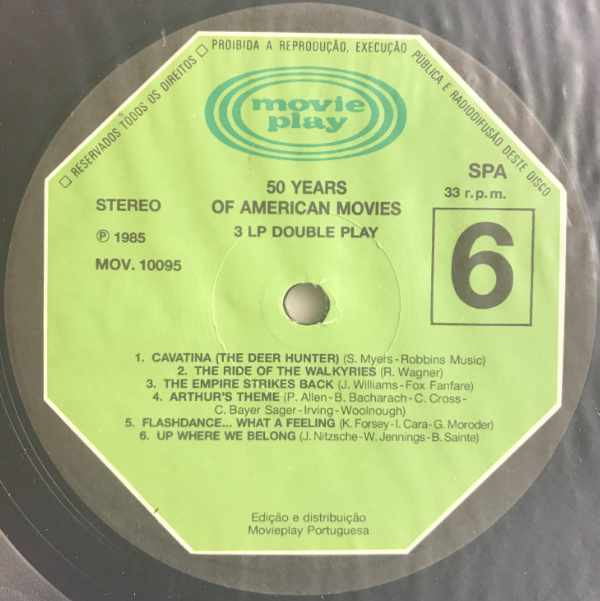 □ RESERVADOS TODOS OS DIREITOS □ PROIBIDA A REPRODUÇÃO, EXECUÇÃO PÚBLICA E RADIODIFUSÃO DESTE DISCO
movie
play
50 YEARS
OF AMERICAN MOVIES
3 LP DOUBLE PLAY
STEREO
℗ 1985
MOV. 10095
SPA
33 r.p.m.
6
1. CAVATINA (THE DEER HUNTER) (S. Myers-Robbins Music)
2. THE RIDE OF THE WALKYRIES (R. Wagner)
3. THE EMPIRE STRIKES BACK (J. Williams-Fox Fanfare)
4. ARTHUR'S THEME (P. Allen-B. Bacharach-C. Cross-
C. Bayer Sager-Irving-Woolnough)
5. FLASHDANCE... WHAT A FEELING (K. Forsey-I. Cara-G. Moroder)
6. UP WHERE WE BELONG (J. Nitzsche-W. Jennings-B. Sainte)
Edição e distribuição
Movieplay Portuguesa